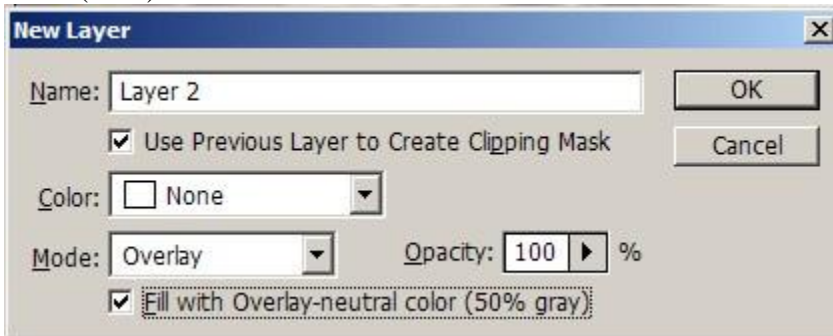 New Layer
Name: Layer 2
OK
Use Previous Layer to Create Clipping Mask
Cancel
Color: None
Mode: Overlay
Opacity: 100 %
Fill with Overlay-neutral color (50% gray)